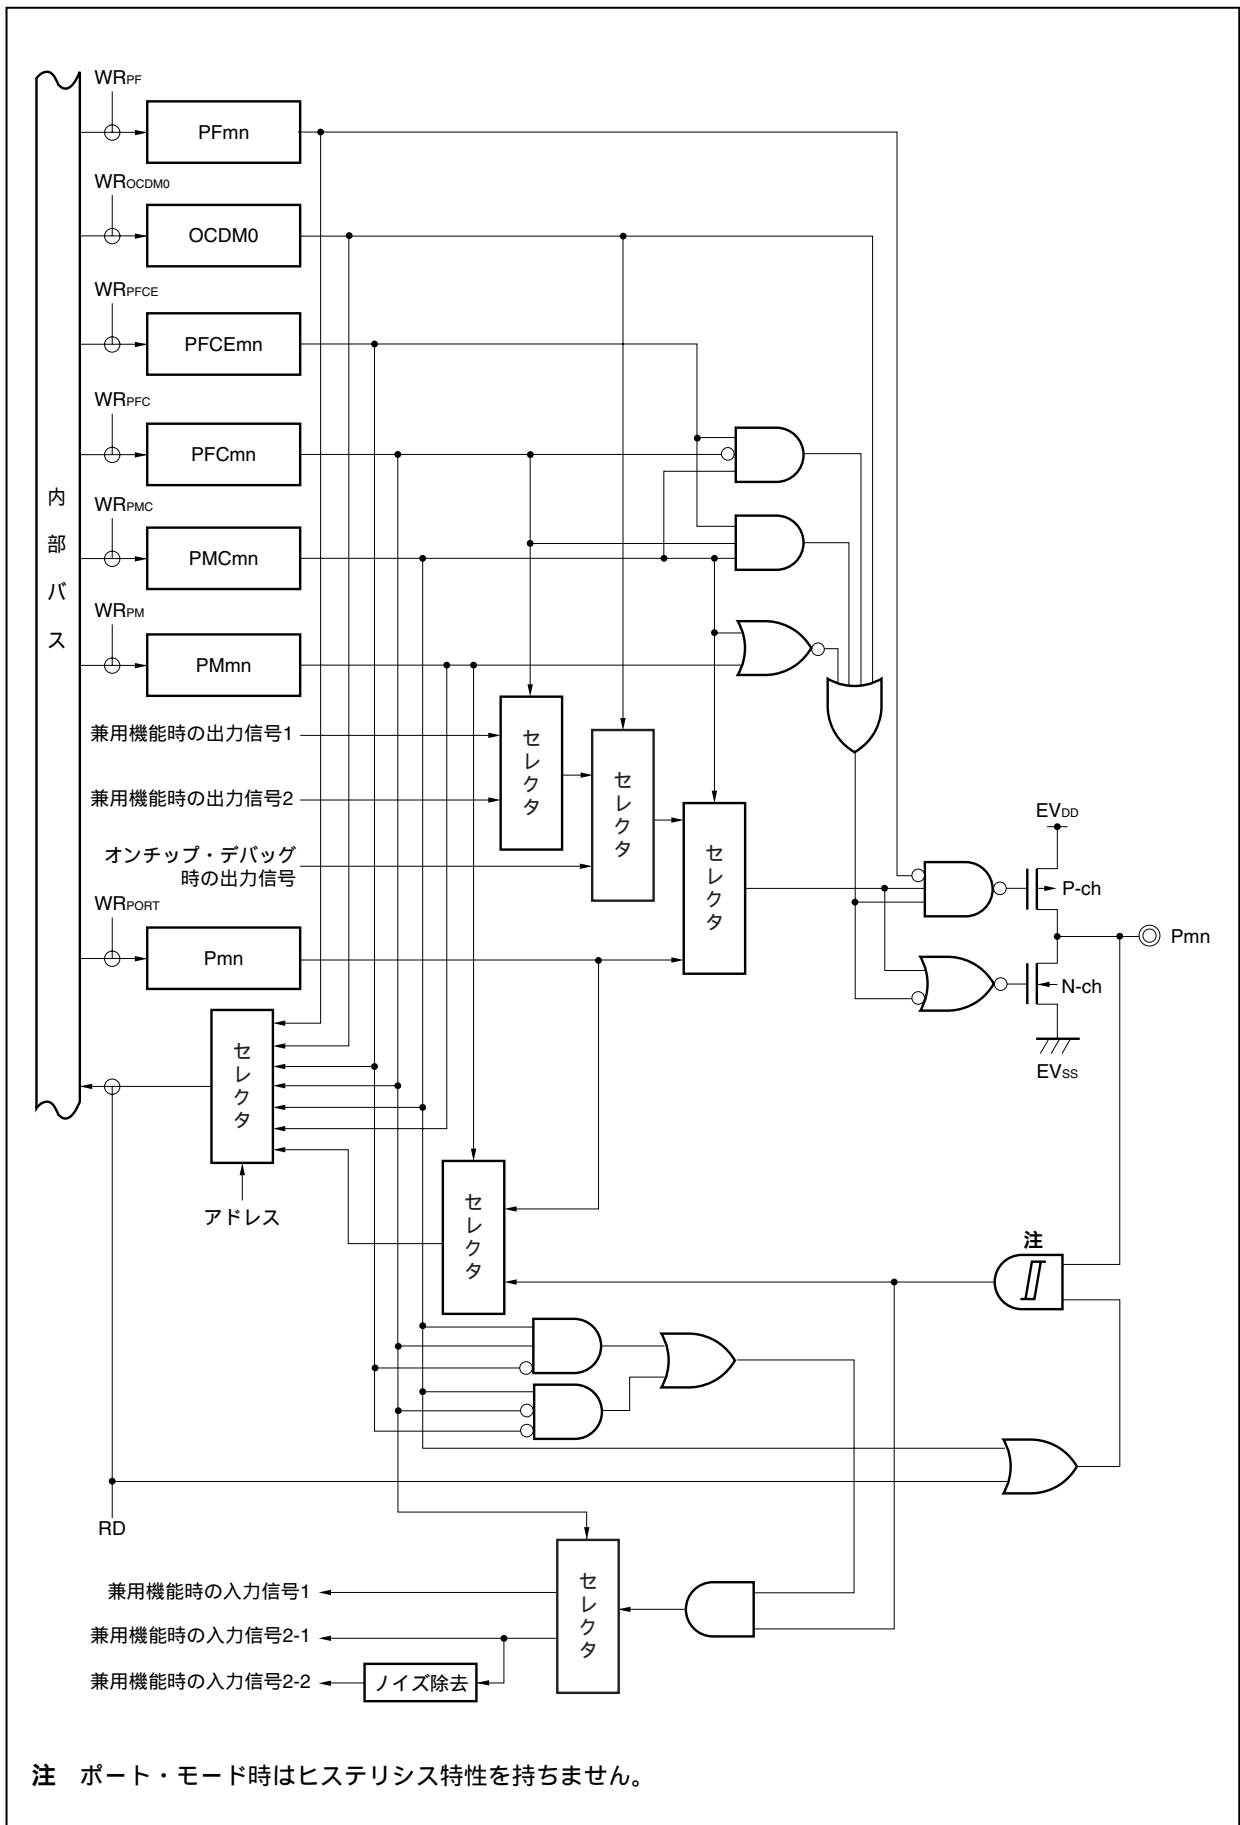 WRPF
PFmn
WROCDM0
OCDM0
WRPFCE
PFCEmn
WRPFC
PFCmn
WRPMC
PMCmn
WRPM
PMmn
内部バス
兼用機能時の出力信号1
兼用機能時の出力信号2
オンチップ・デバッグ
時の出力信号
セレクタ
セレクタ
セレクタ
WRPORT
Pmn
EVDD
P-ch
Pmn
N-ch
EVSS
セレクタ
アドレス
セレクタ
注
RD
セレクタ
兼用機能時の入力信号1
兼用機能時の入力信号2-1
兼用機能時の入力信号2-2
ノイズ除去
注 ポート・モード時はヒステリシス特性を持ちません。